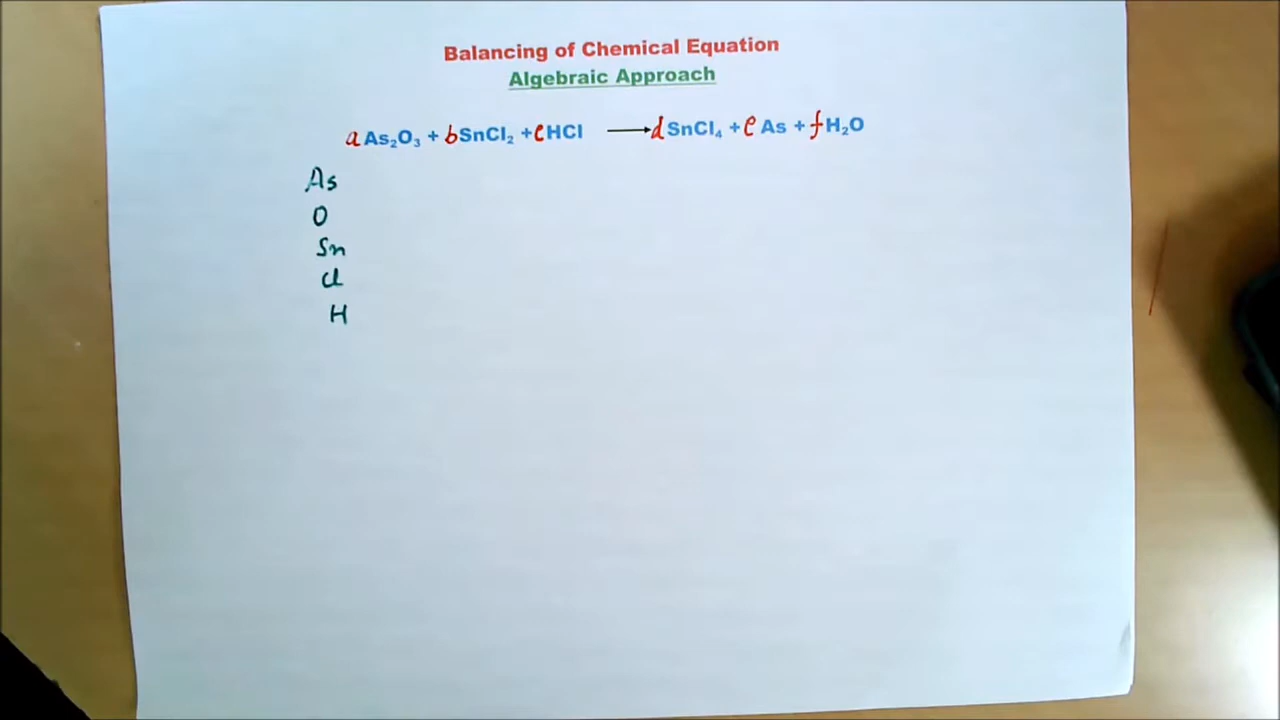 Balancing of Chemical Equation
Algebraic Approach
a As₂O₃ + b SnCl₂ + c HCl ⟶ d SnCl₄ + e As + f H₂O
As
O
Sn
Cl
H